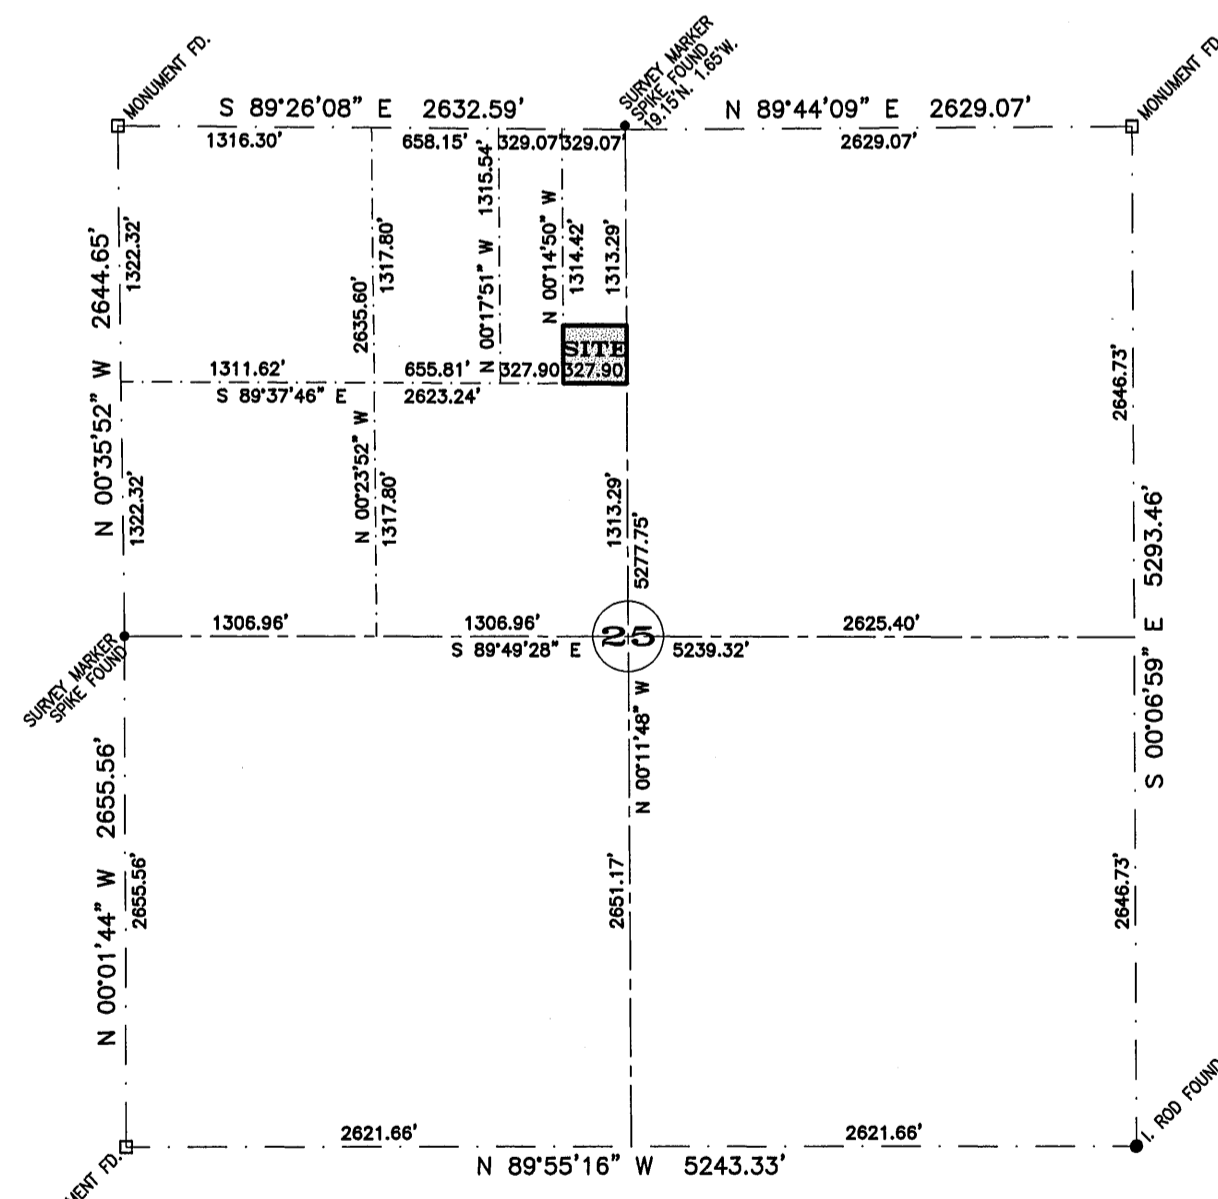 MONUMENT FD.
SURVEY MARKER
SPIKE FOUND
19.15'N. 1.65'W.
MONUMENT FD
S 89°26'08" E 2632.59'
N 89°44'09" E 2629.07'
1316.30'
658.15'
329.07'
329.07'
2629.07'
N 00°35'52" W 2644.65'
1322.32'
1317.80'
2635.60'
N 00°17'51" W 1315.54'
N 00°14'50" W
1314.42'
1313.29'
SITE
1311.62'
655.81'
327.90
327.90
S 89°37'46" E 2623.24'
2646.73'
1322.32'
N 00°23'52" W
1317.80'
1313.29'
5277.75'
S 00°06'59" E 5293.46'
1306.96'
1306.96'
25
2625.40'
S 89°49'28" E 5239.32'
SURVEY MARKER
SPIKE FOUND
N 00°11'48" W
N 00°01'44" W 2655.56'
2655.56'
2651.17'
2646.73'
I. ROD FOUND
2621.66'
2621.66'
N 89°55'16" W 5243.33'
MENT FD.